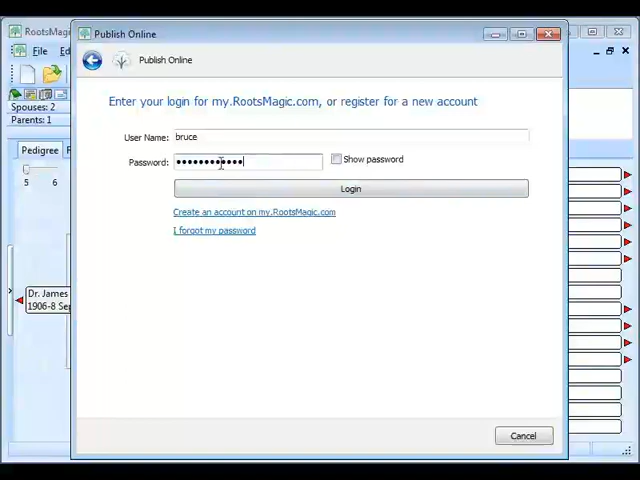 RootsMagic
Publish Online
File
Publish Online
Spouses: 2
Parents: 1
Enter your login for my.RootsMagic.com, or register for a new account
User Name: bruce
Pedigree
Password: •••••••••••• Show password
5 6
Login
Create an account on my.RootsMagic.com
I forgot my password
Dr. James
1906-8 Sep
Cancel